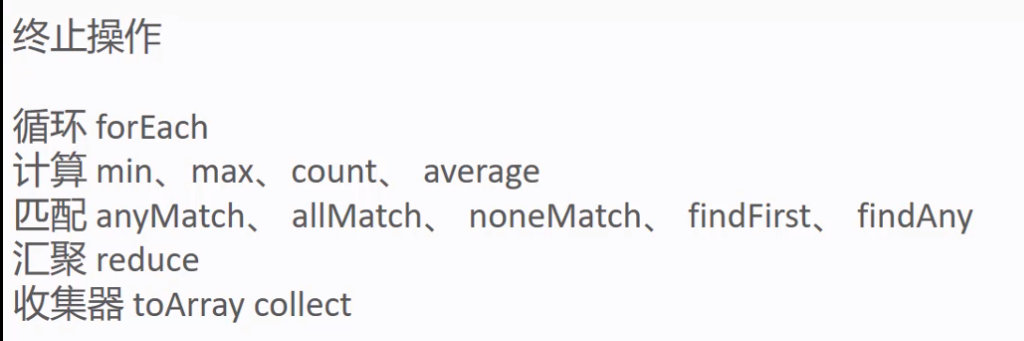 终止操作
循环 forEach
计算 min、max、count、 average
匹配 anyMatch、 allMatch、 noneMatch、 findFirst、 findAny
汇聚 reduce
收集器 toArray collect